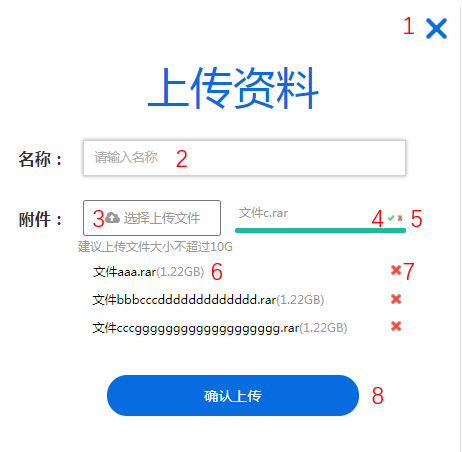 1
上传资料
名称： 请输入名称 2
附件： 3 选择上传文件 文件c.rar 4 5
建议上传文件大小不超过10G
文件aaa.rar(1.22GB) 6 7
文件bbbcccddddddddddddd.rar(1.22GB)
文件cccggggggggggggggggggg.rar(1.22GB)
确认上传 8